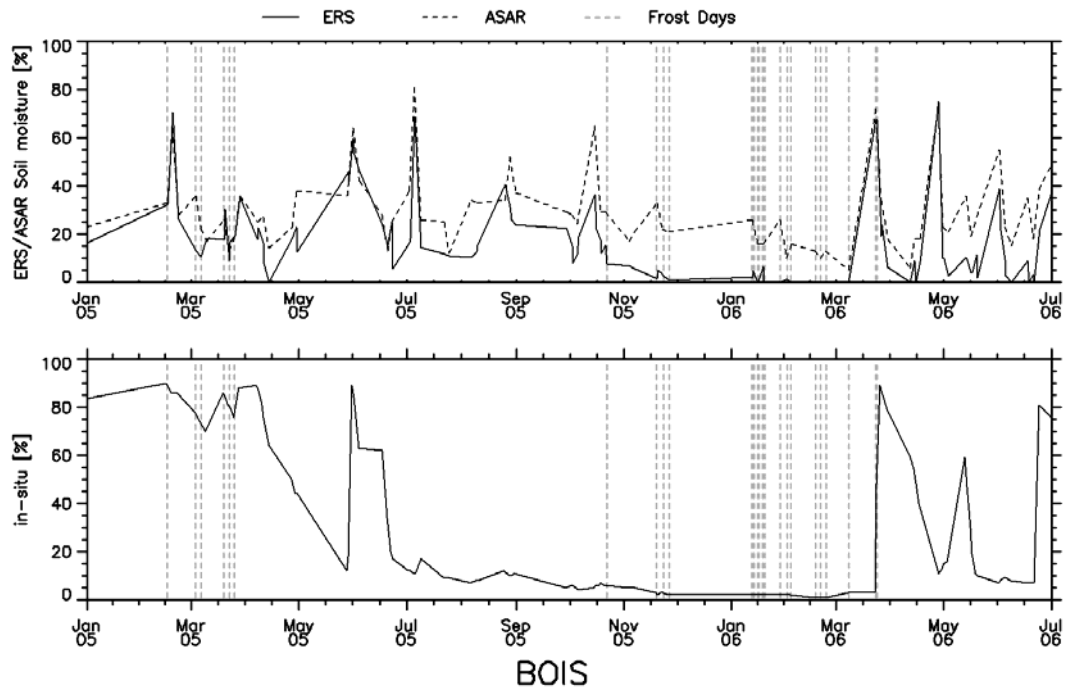 ERS ASAR Frost Days
ERS/ASAR Soil moisture [%]
100
80
60
40
20
0
Jan 05 Mar 05 May 05 Jul 05 Sep 05 Nov 05 Jan 06 Mar 06 May 06 Jul 06
in-situ [%]
100
80
60
40
20
0
Jan 05 Mar 05 May 05 Jul 05 Sep 05 Nov 05 Jan 06 Mar 06 May 06 Jul 06
BOIS